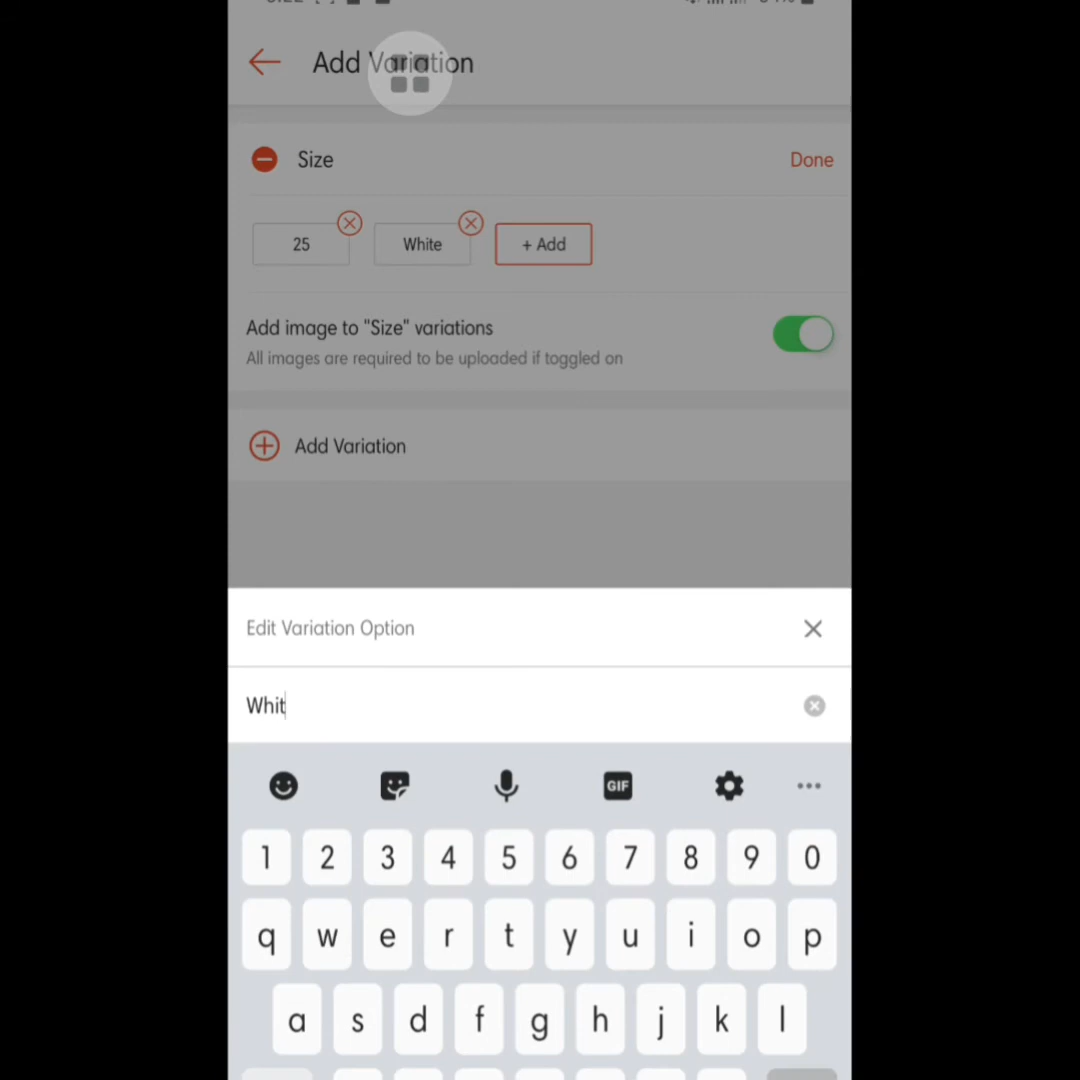 Add Variation
Size
Done
25
White
+ Add
Add image to "Size" variations
All images are required to be uploaded if toggled on
Add Variation
Edit Variation Option
Whit
GIF
1 2 3 4 5 6 7 8 9 0
q w e r t y u i o p
a s d f g h j k l